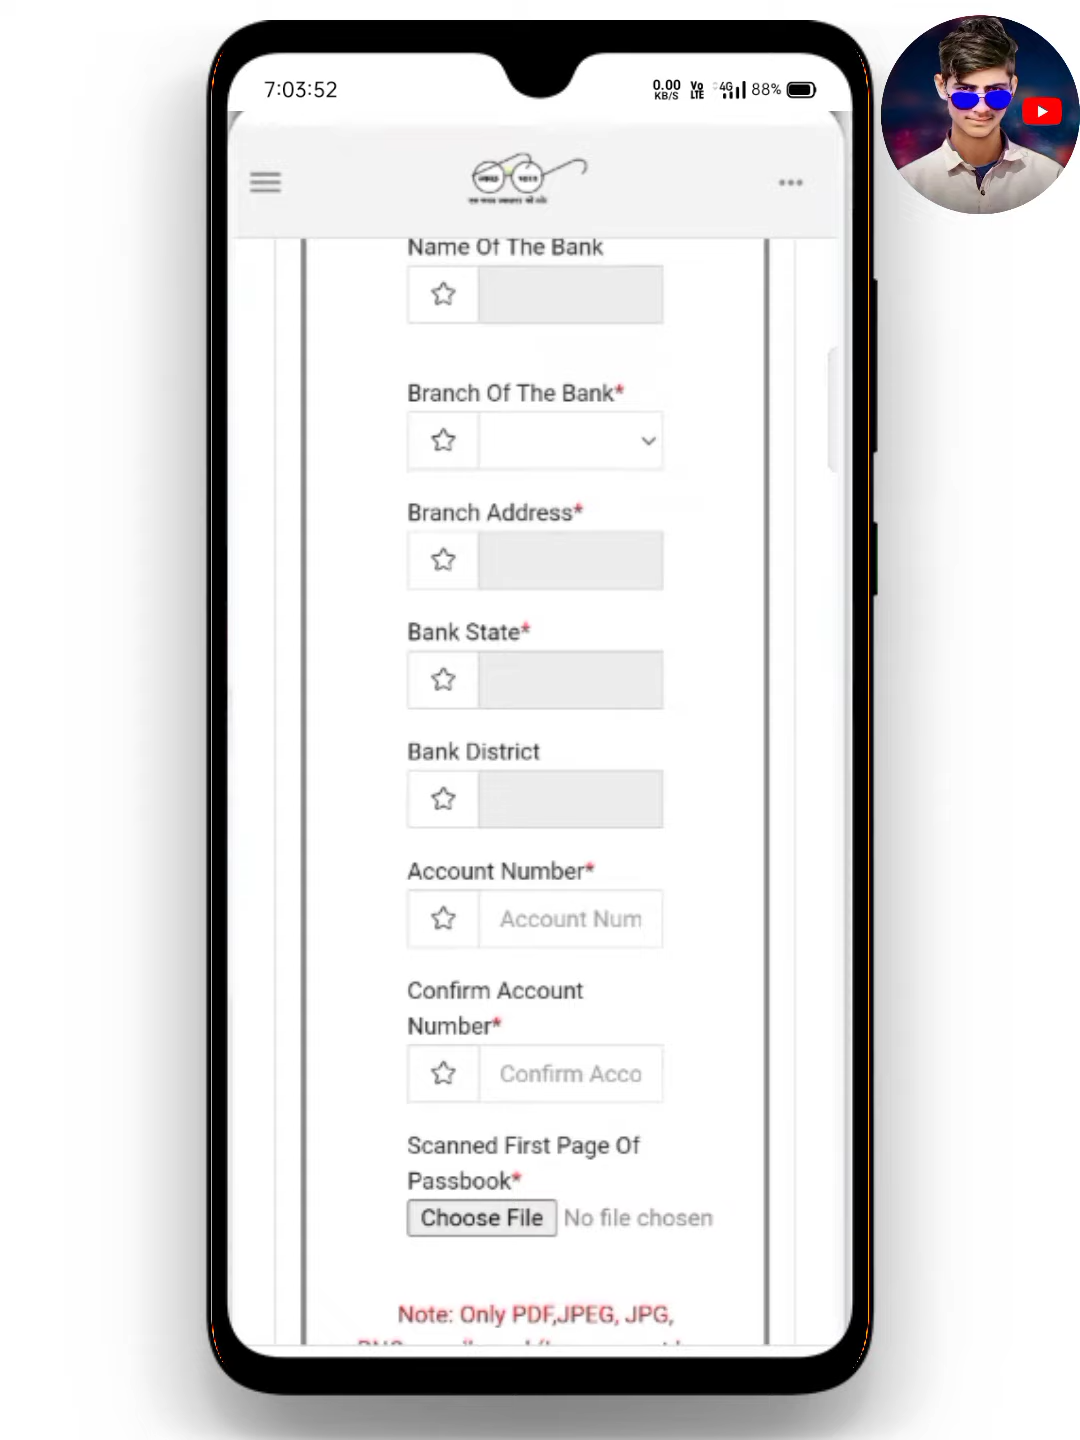 7:03:52
0.00 KB/S Vo LTE 4G 88%
Name Of The Bank
Branch Of The Bank*
Branch Address*
Bank State*
Bank District
Account Number*
Account Num
Confirm Account
Number*
Confirm Acco
Scanned First Page Of
Passbook*
Choose File No file chosen
Note: Only PDF,JPEG, JPG,